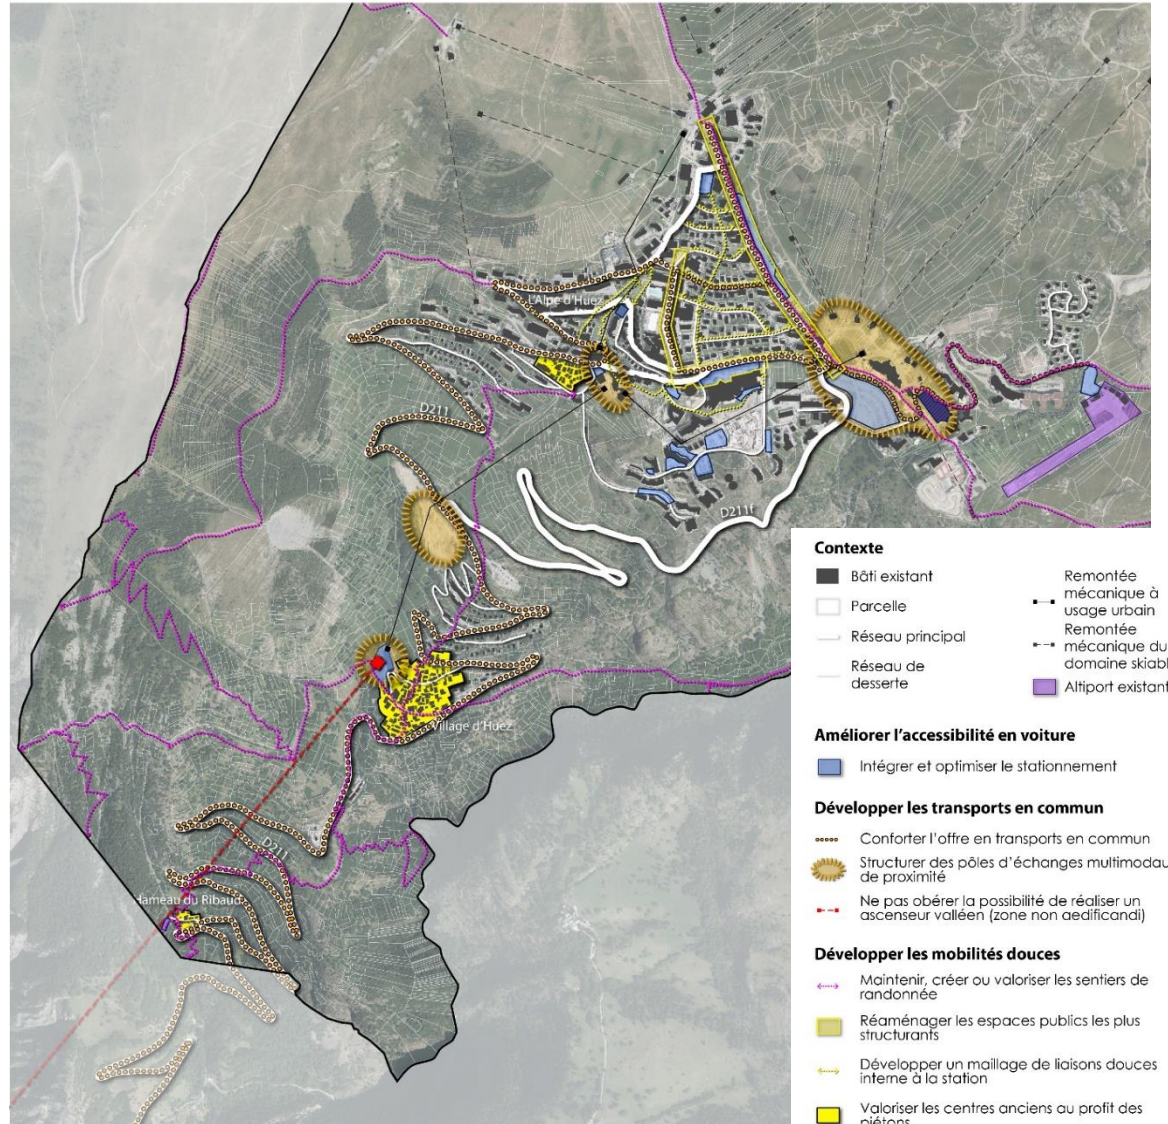 L'Alpe d'Huez
D211
D211f
Village d'Huez
D211
Hameau du Ribaud
Contexte
Bâti existant
Parcelle
Réseau principal
Réseau de
desserte
Remontée
mécanique à
usage urbain
Remontée
mécanique du
domaine skiabl
Altiport existant
Améliorer l'accessibilité en voiture
Intégrer et optimiser le stationnement
Développer les transports en commun
Conforter l'offre en transports en commun
Structurer des pôles d'échanges multimodau
de proximité
Ne pas obérer la possibilité de réaliser un
ascenseur valléen (zone non aedificandi)
Développer les mobilités douces
Maintenir, créer ou valoriser les sentiers de
randonnée
Réaménager les espaces publics les plus
structurants
Développer un maillage de liaisons douces
interne à la station
Valoriser les centres anciens au profit des
piétons